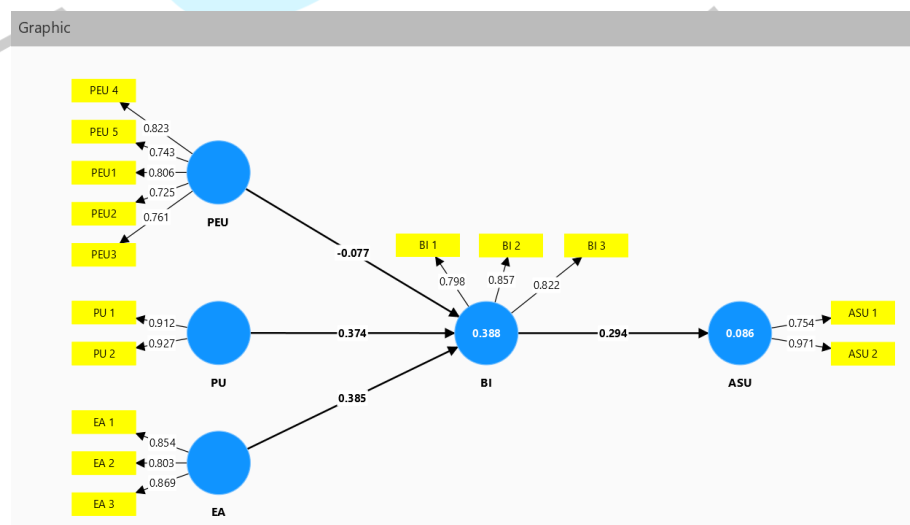 Graphic
PEU 4
PEU 5
PEU1
PEU2
PEU3
0.823
0.743
0.806
0.725
0.761
PEU
-0.077
BI 1
BI 2
BI 3
0.798
0.857
0.822
PU 1
PU 2
0.912
0.927
PU
0.374
0.388
BI
0.294
0.086
ASU
0.754
0.971
ASU 1
ASU 2
0.385
EA 1
EA 2
EA 3
0.854
0.803
0.869
EA